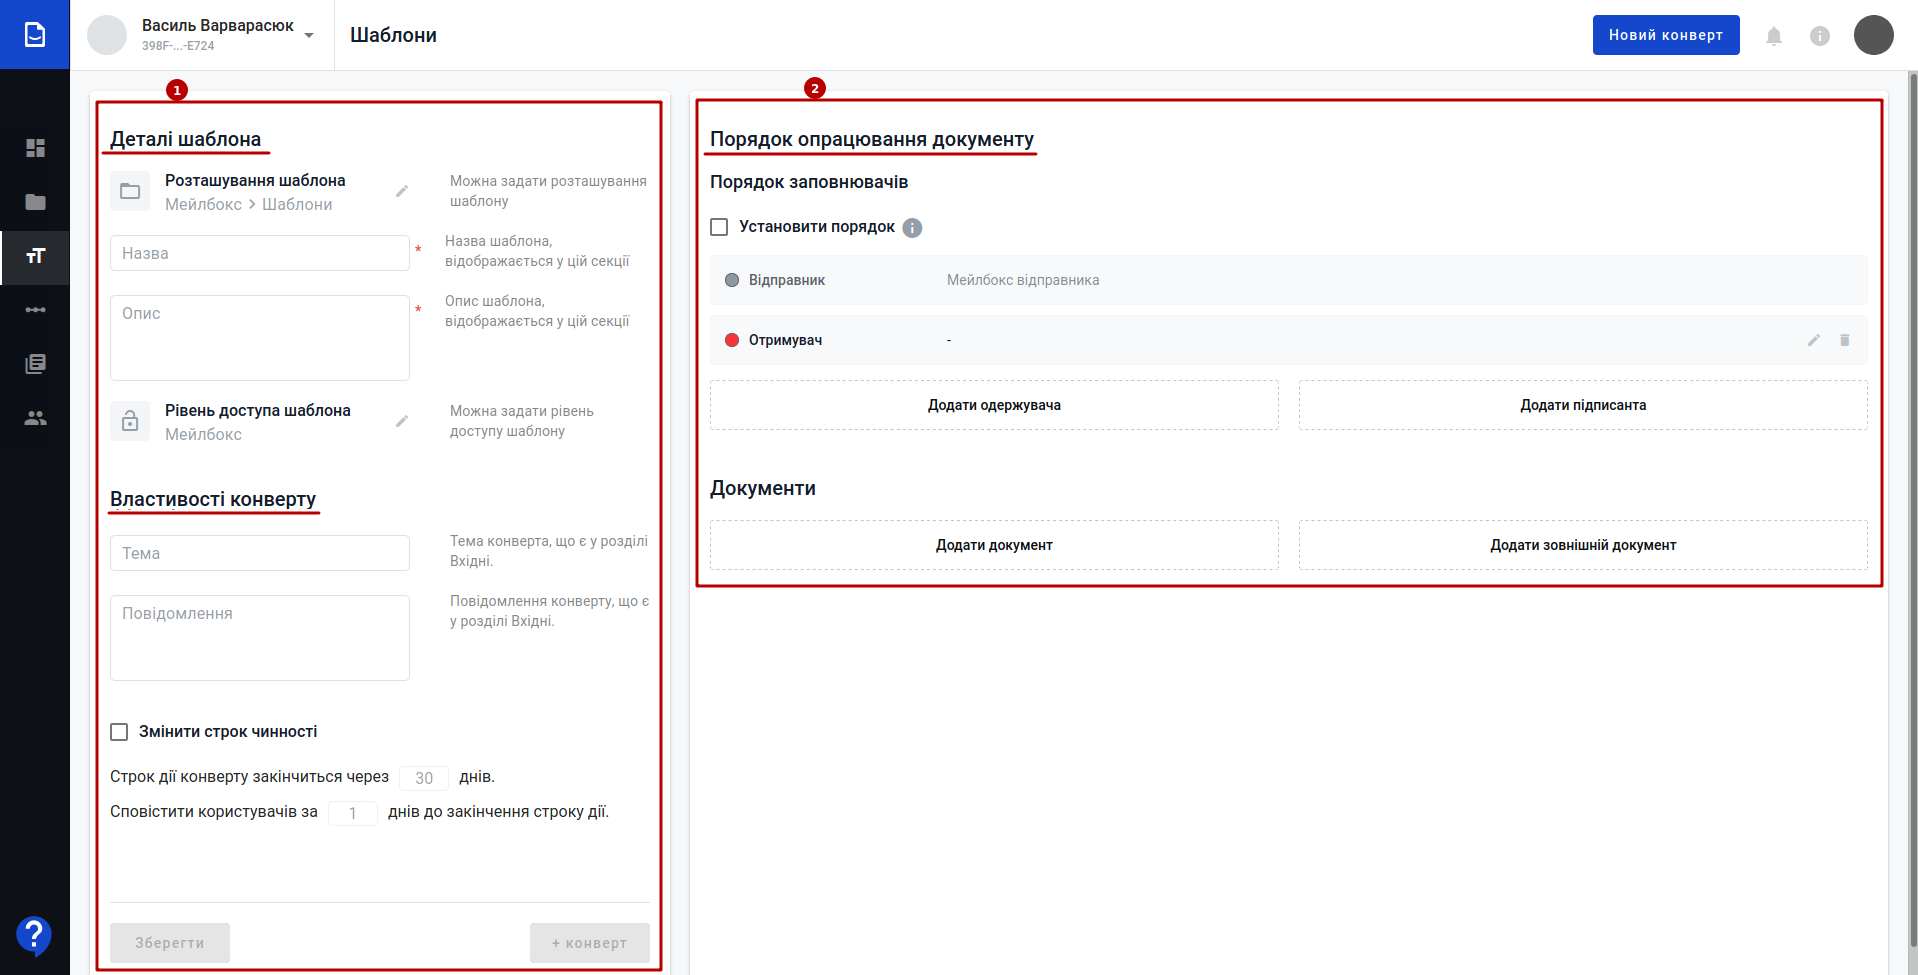 Василь Варварасюк
398F-...-E724
Шаблони
Новий конверт
1
Деталі шаблона
Розташування шаблона
Мейлбокс > Шаблони
Можна задати розташування
шаблону
Назва
*
Назва шаблона,
відображається у цій секції
Опис
*
Опис шаблона,
відображається у цій секції
Рівень доступа шаблона
Мейлбокс
Можна задати рівень
доступу шаблону
Властивості конверту
Тема
Тема конверта, що є у розділі
Вхідні.
Повідомлення
Повідомлення конверту, що є
у розділі Вхідні.
Змінити строк чинності
Строк дії конверту закінчиться через 30 днів.
Сповістити користувачів за 1 днів до закінчення строку дії.
Зберегти
+ конверт
2
Порядок опрацювання документу
Порядок заповнювачів
Установити порядок
Відправник
Мейлбокс відправника
Отримувач
-
Додати одержувача
Додати підписанта
Документи
Додати документ
Додати зовнішній документ